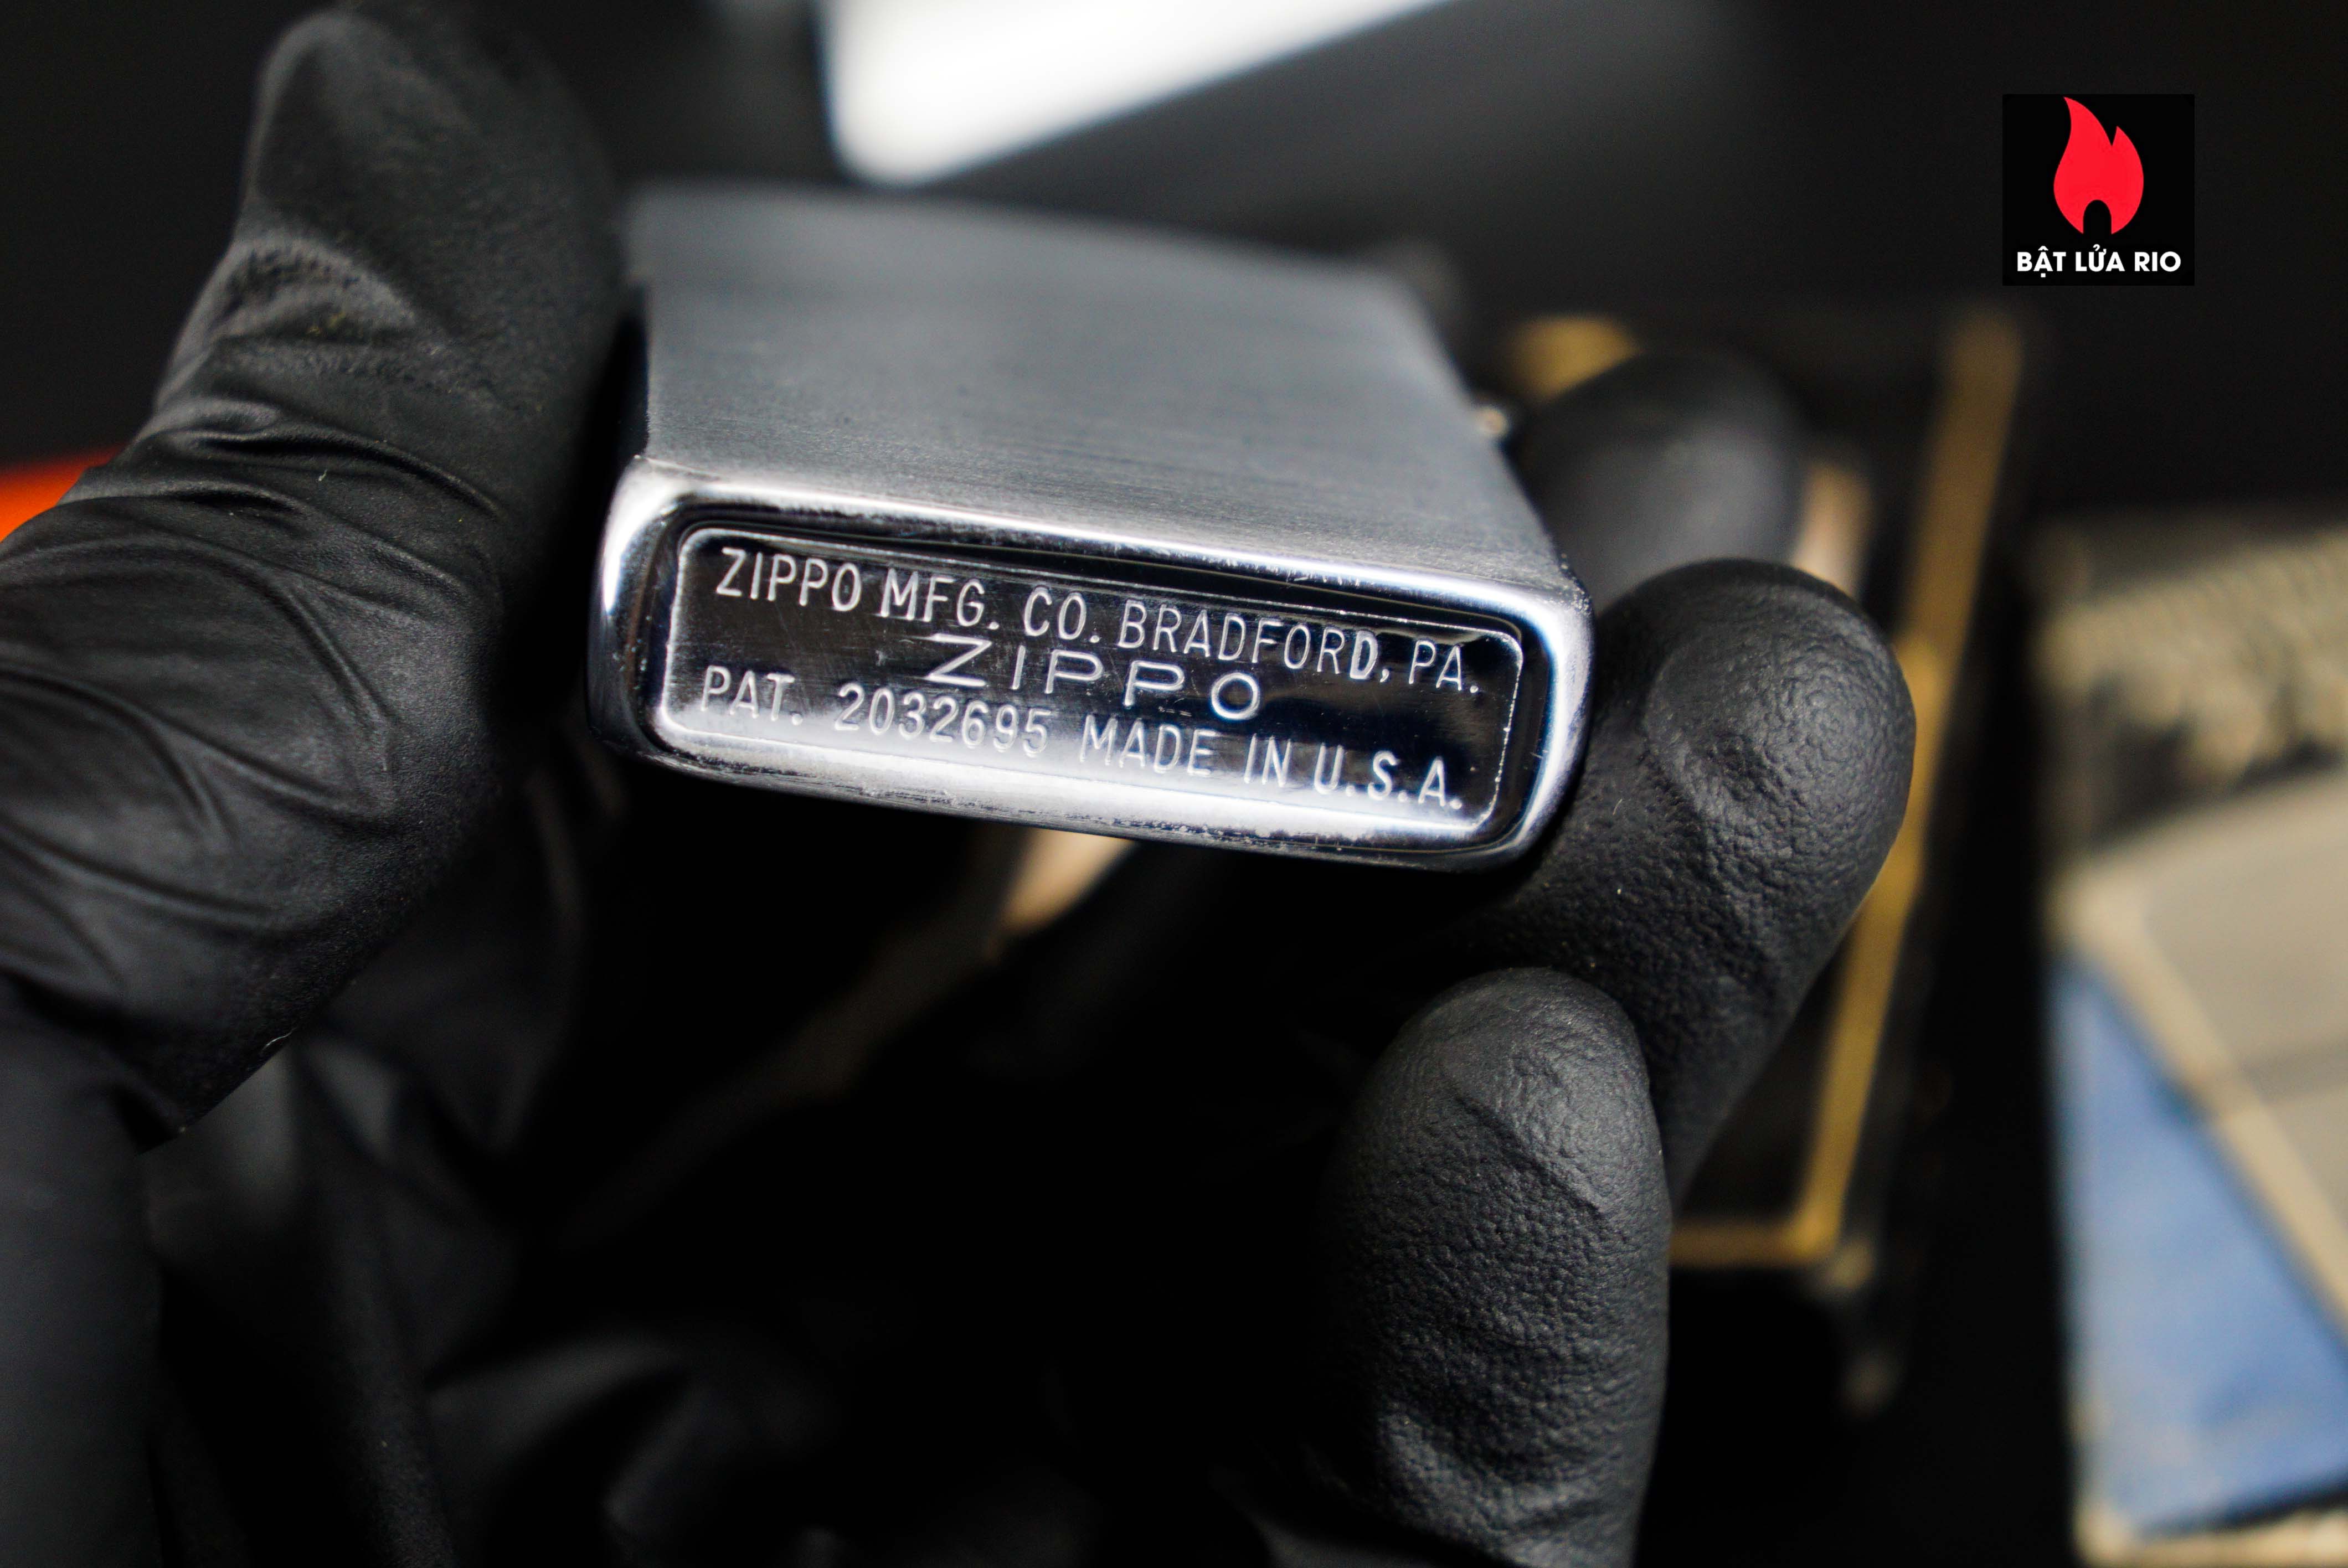 BẬT LỬA RIO
ZIPPO MFG. CO. BRADFORD, PA.
ZIPPO
PAT. 2032695 MADE IN U.S.A.